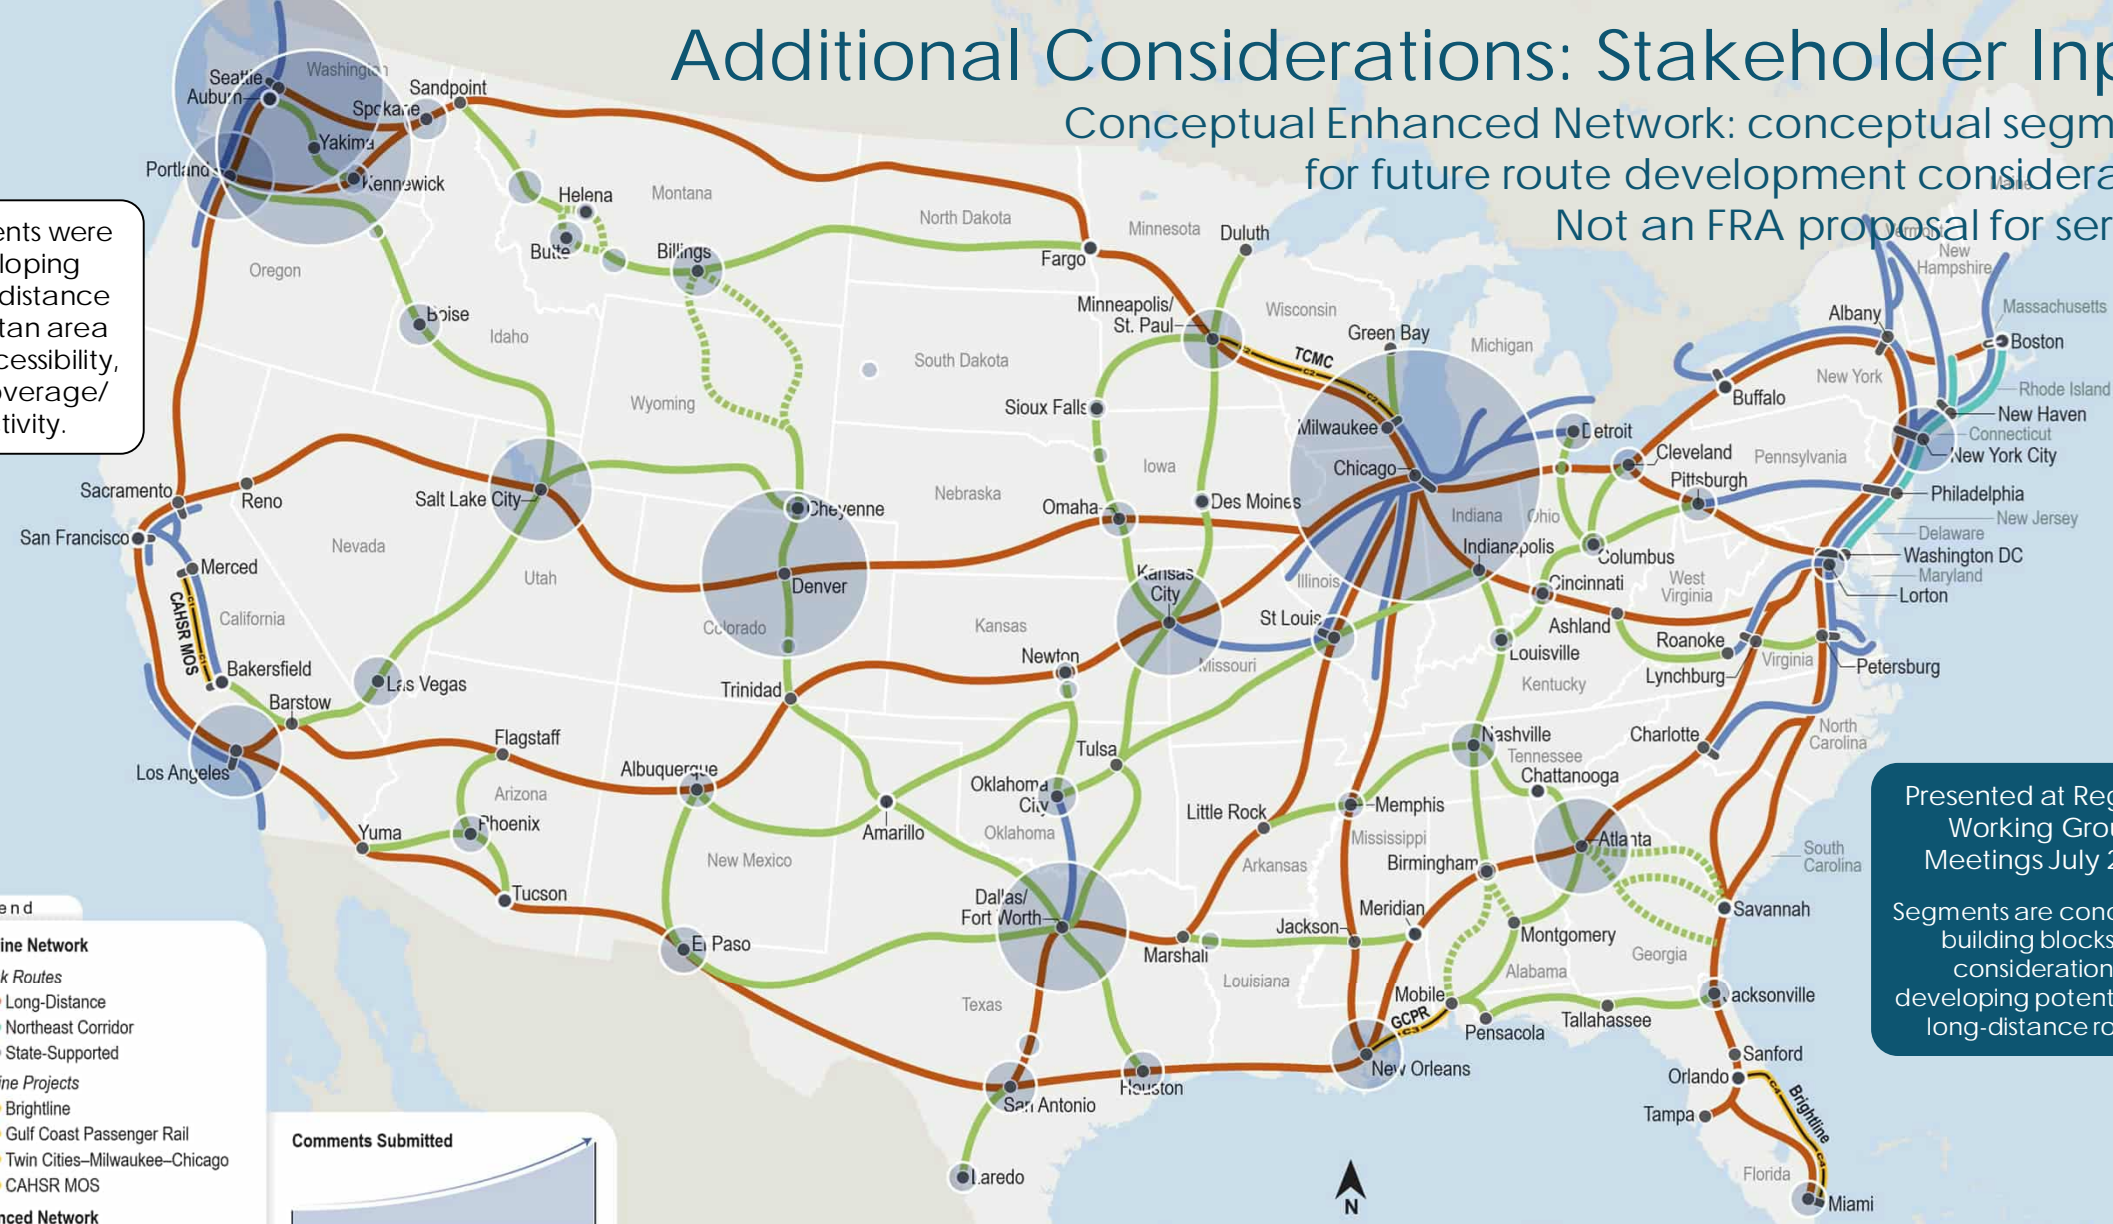 Additional Considerations: Stakeholder Inp
Conceptual Enhanced Network: conceptual segm
for future route development considera
Not an FRA proposal for ser
ents were
loping
distance
tan area
cessibility,
overage/
tivity.
Seattle
Auburn
Washington
Spokane
Sandpoint
Yakima
Portland
Kennewick
Helena
Montana
Butte
Billings
North Dakota
Minnesota
Duluth
Fargo
Maine
Vermont
New
Hampshire
Oregon
Boise
Idaho
Minneapolis/
St. Paul
Wisconsin
Green Bay
TCMC
C2
C2
C2
Michigan
Albany
Massachusetts
Boston
South Dakota
New York
Rhode Island
Wyoming
Sioux Falls
Buffalo
New Haven
Connecticut
Milwaukee
Detroit
Cleveland
Pennsylvania
New York City
Iowa
Chicago
Pittsburgh
Sacramento
Reno
Salt Lake City
Nebraska
Omaha
Des Moines
Philadelphia
Cheyenne
Indiana
Ohio
New Jersey
San Francisco
Nevada
Delaware
Merced
Indianapolis
Columbus
Washington DC
Utah
Denver
Kansas
City
Illinois
Cincinnati
West
Virginia
Maryland
Lorton
CAHSR MOS
C1
C1
California
Colorado
Kansas
St Louis
Ashland
Roanoke
Louisville
Virginia
Petersburg
Newton
Missouri
Bakersfield
Las Vegas
Trinidad
Kentucky
Lynchburg
Barstow
Flagstaff
Nashville
Tennessee
Charlotte
North
Carolina
Tulsa
Los Angeles
Albuquerque
Chattanooga
Arizona
Oklahoma
City
Little Rock
Memphis
Yuma
Phoenix
Amarillo
Oklahoma
Mississippi
Atlanta
New Mexico
Arkansas
Birmingham
South
Carolina
Tucson
Dallas/
Fort Worth
Meridian
Savannah
El Paso
Jackson
Montgomery
Marshall
Georgia
Louisiana
Alabama
Texas
Mobile
GCPR
C3
Jacksonville
Tallahassee
Pensacola
New Orleans
Sanford
Orlando
Houston
San Antonio
Tampa
C4
Brightline
C4
C4
Laredo
Florida
Miami
N
Presented at Reg
Working Grou
Meetings July 2
Segments are conc
building blocks
consideration
developing potent
long-distance ro
end
ine Network
k Routes
Long-Distance
Northeast Corridor
State-Supported
ine Projects
Brightline
Gulf Coast Passenger Rail
Twin Cities–Milwaukee–Chicago
CAHSR MOS
nced Network
Comments Submitted